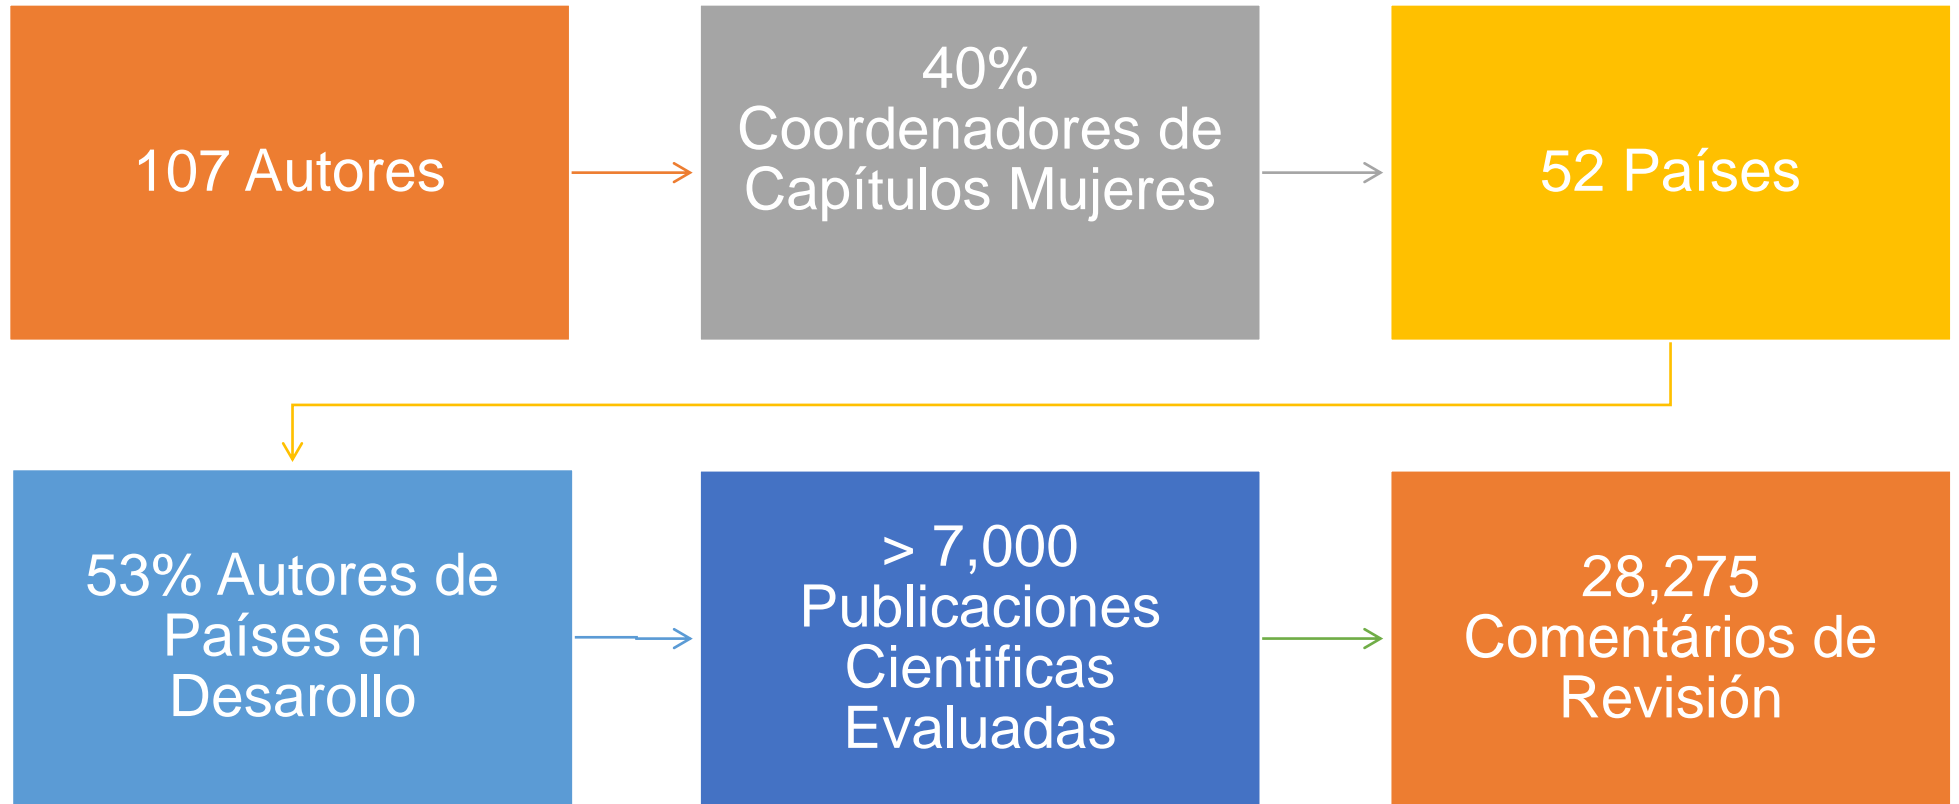 107 Autores
40%
Coordenadores de
Capítulos Mujeres
52 Países
53% Autores de
Países en
Desarollo
> 7,000
Publicaciones
Cientificas
Evaluadas
28,275
Comentários de
Revisión